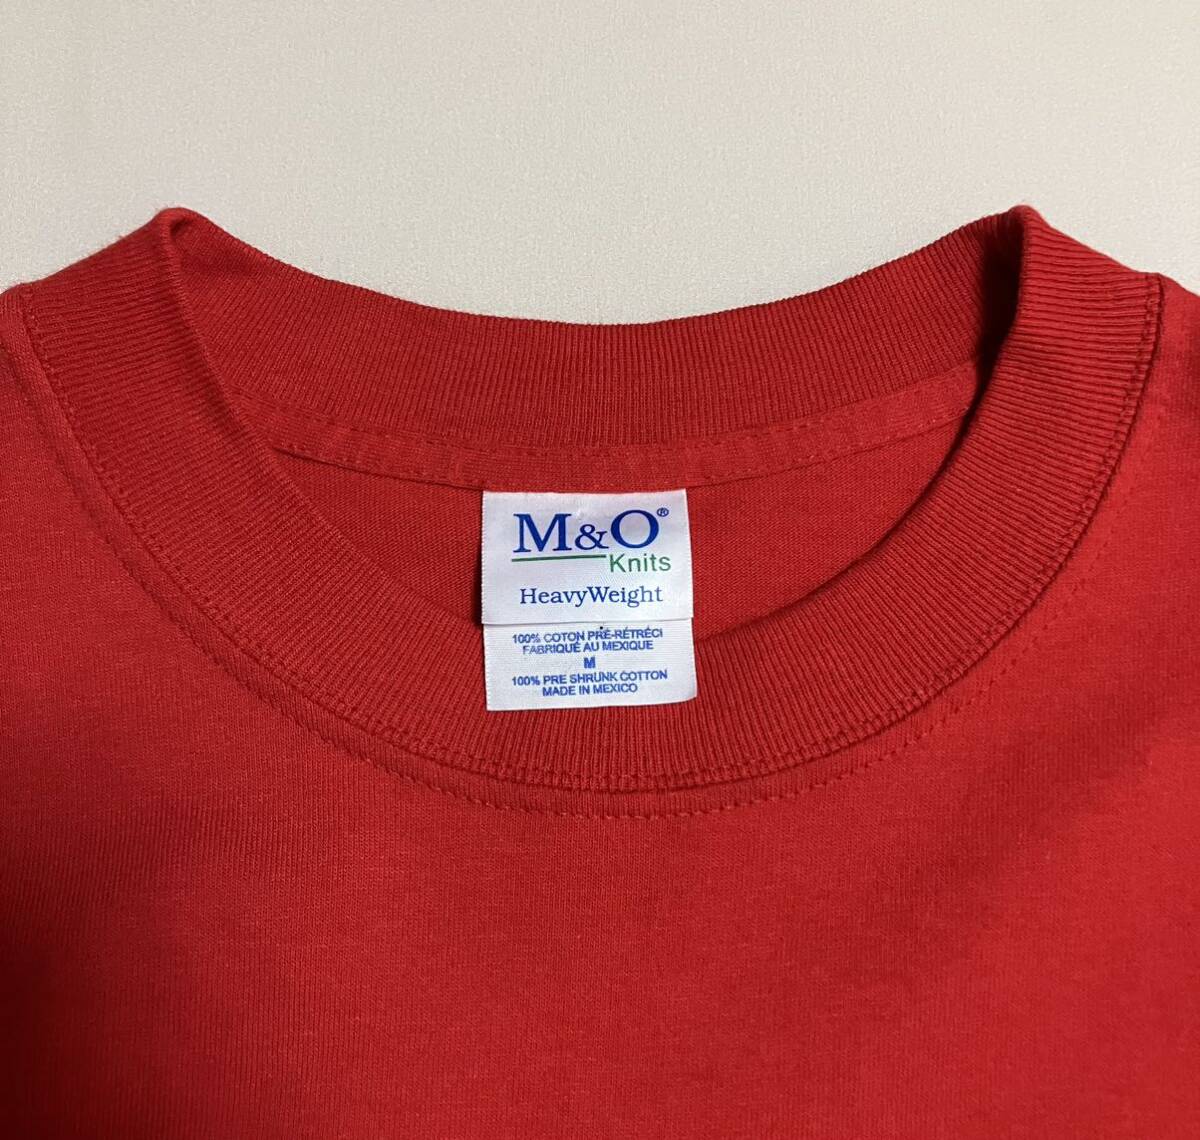 M&O®
Knits
HeavyWeight
100% COTON PRÉ-RÉTRÉCI
FABRIQUÉ AU MEXIQUE
M
100% PRE SHRUNK COTTON
MADE IN MEXICO